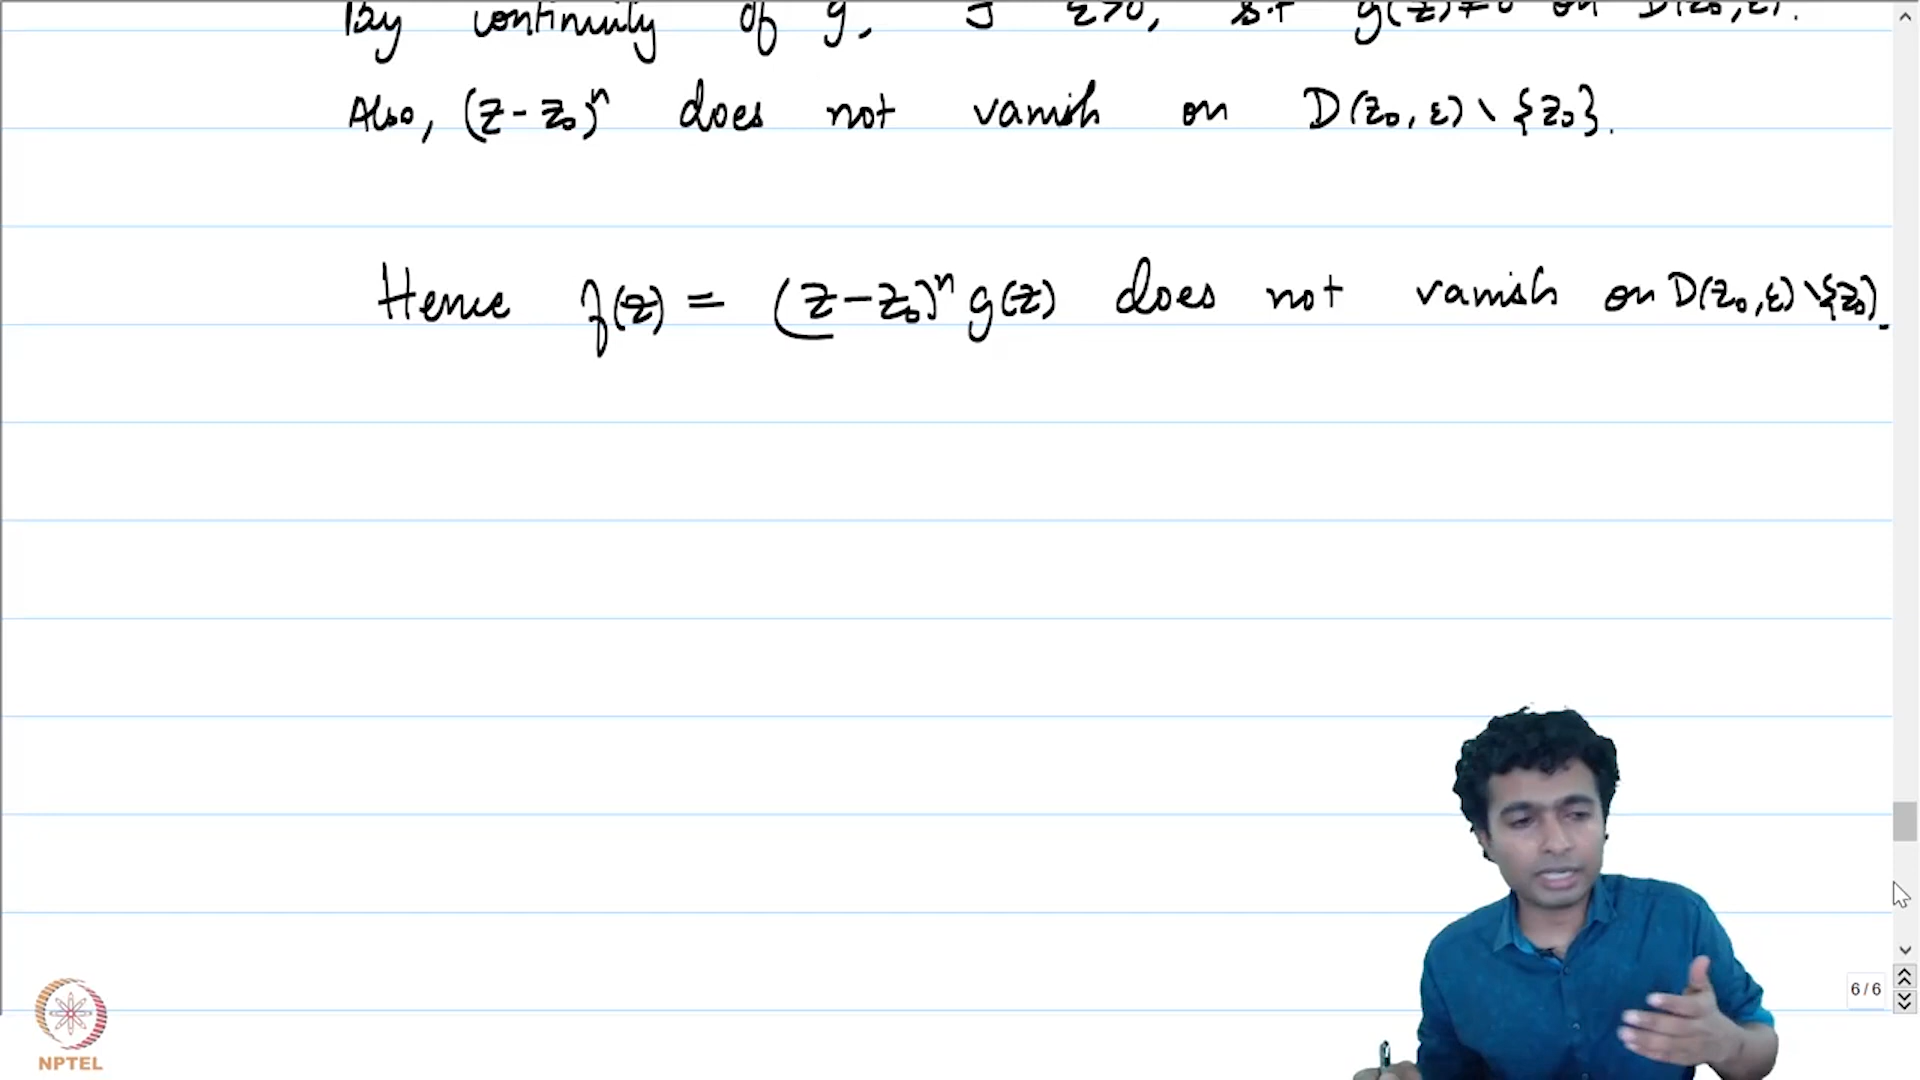 By continuity of g, ∃ ε>0, s.t g(z)≠0 on D(z₀,ε).
Also, (z-z₀)ⁿ does not vanish on D(z₀,ε)\{z₀}.
Hence f(z) = (z-z₀)ⁿ g(z) does not vanish on D(z₀,ε)\{z₀}.
6/6
NPTEL